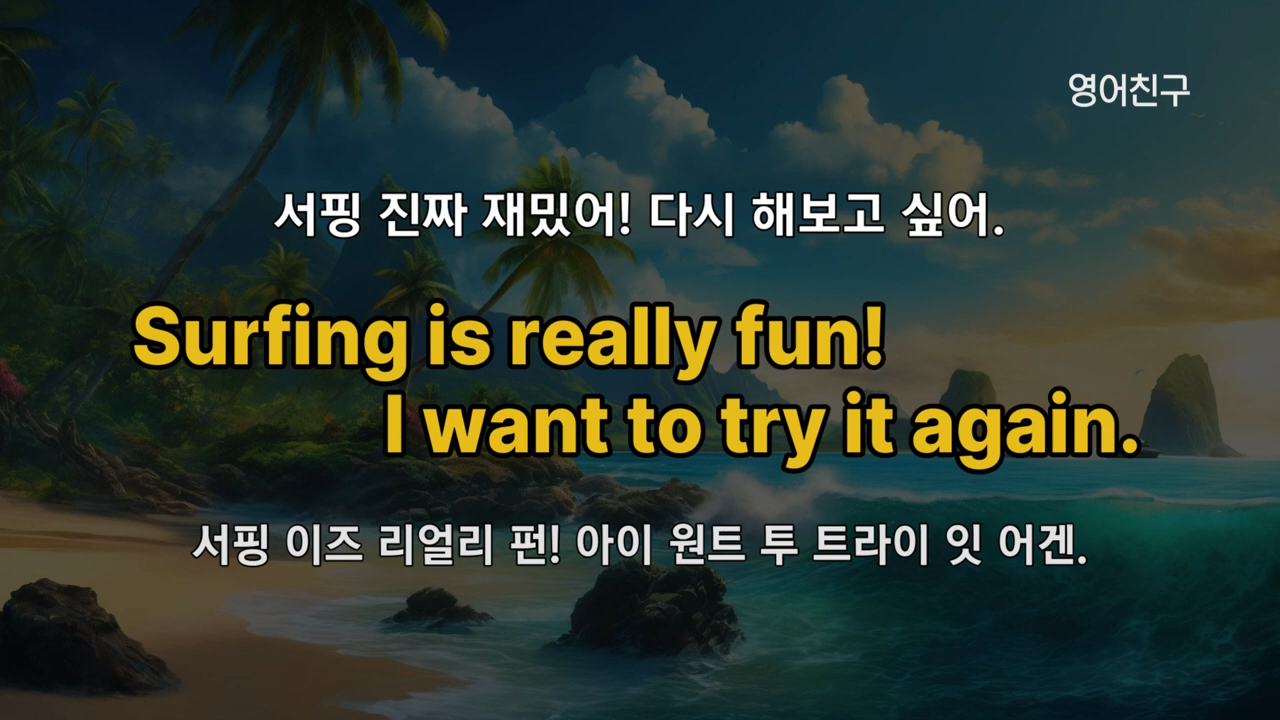 영어친구
서핑 진짜 재밌어! 다시 해보고 싶어.
Surfing is really fun!
I want to try it again.
서핑 이즈 리얼리 펀! 아이 원트 투 트라이 잇 어겐.